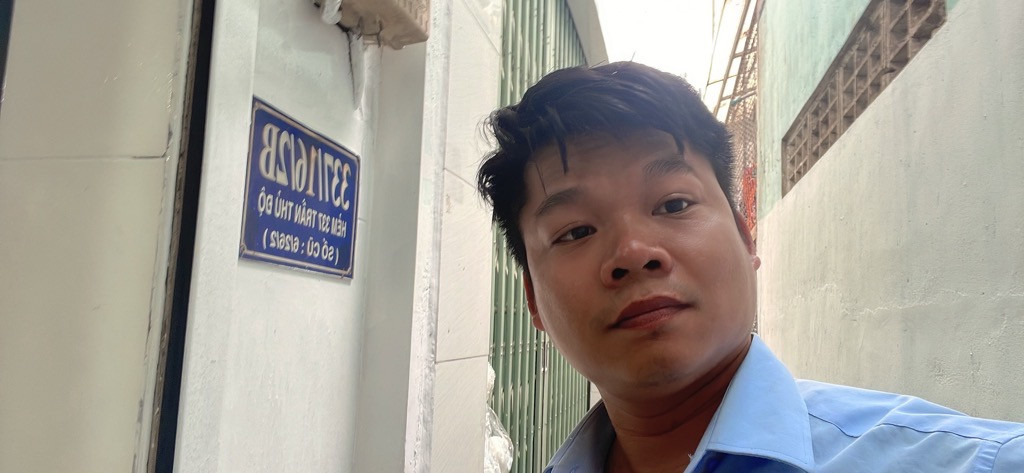 337/16/2B
HẺM 337 TRẦN THỦ ĐỘ
( SỐ CŨ : 6/26/2 )